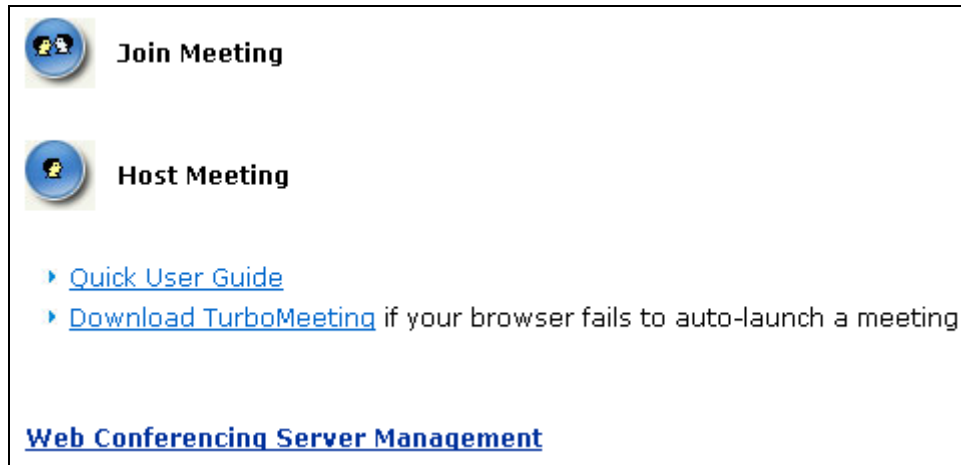 Join Meeting
Host Meeting
Quick User Guide
Download TurboMeeting if your browser fails to auto-launch a meeting
Web Conferencing Server Management